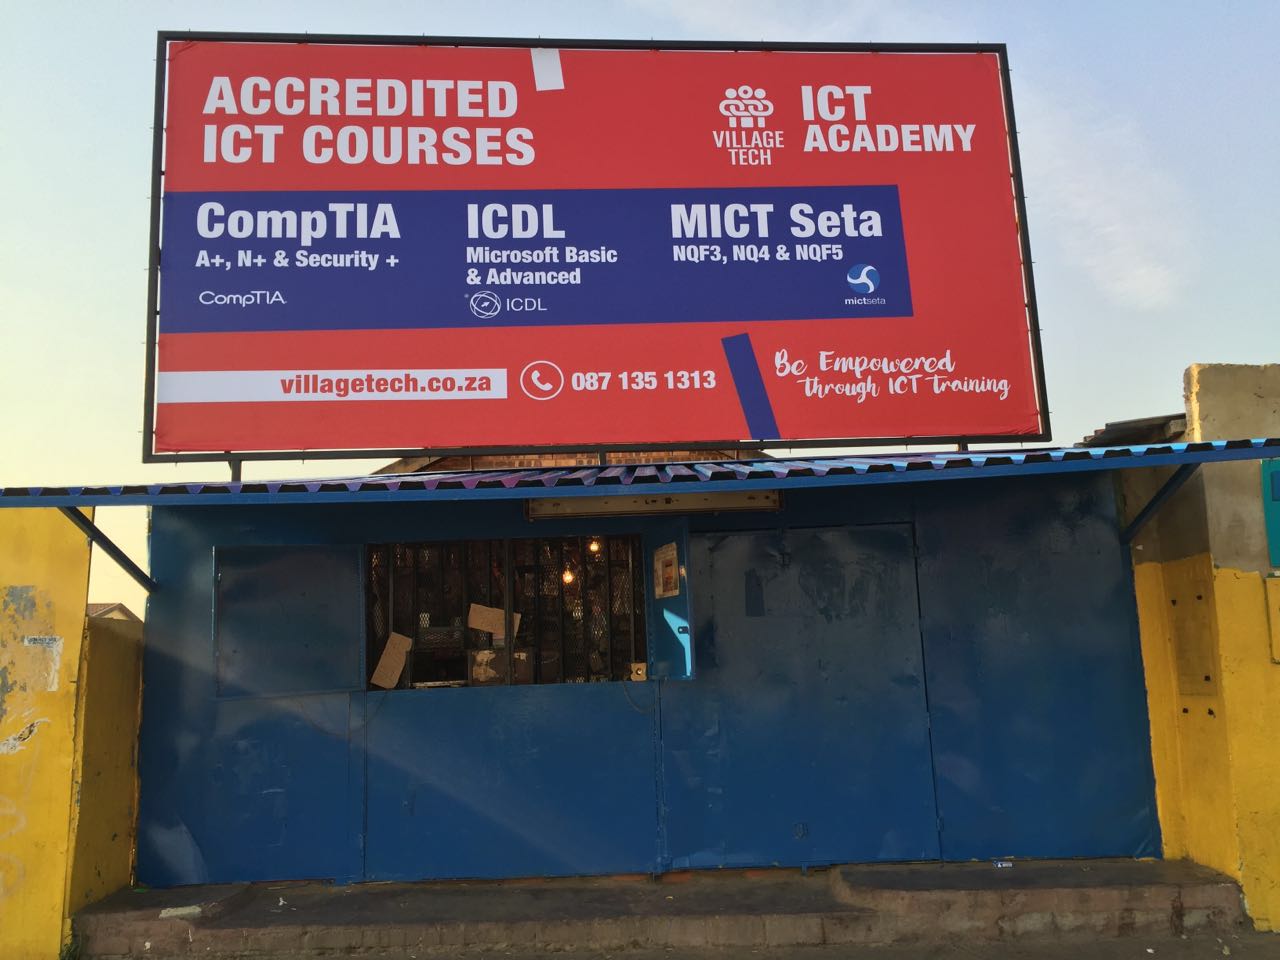 ACCREDITED
ICT COURSES
VILLAGE
TECH
ICT
ACADEMY
CompTIA
A+, N+ & Security +
CompTIA.
ICDL
Microsoft Basic
& Advanced
ICDL
MICT Seta
NQF3, NQ4 & NQF5
mictseta
villagetech.co.za
087 135 1313
Be Empowered
through ICT training